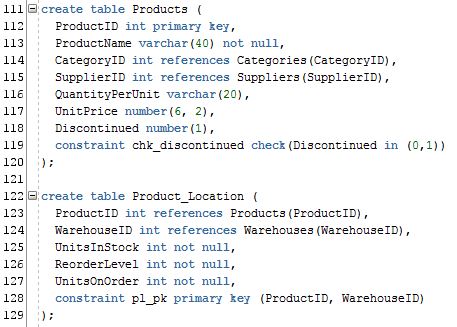 111 create table Products (
112 ProductID int primary key,
113 ProductName varchar(40) not null,
114 CategoryID int references Categories(CategoryID),
115 SupplierID int references Suppliers(SupplierID),
116 QuantityPerUnit varchar(20),
117 UnitPrice number(6, 2),
118 Discontinued number(1),
119 constraint chk_discontinued check(Discontinued in (0,1))
120 );
121
122 create table Product_Location (
123 ProductID int references Products(ProductID),
124 WarehouseID int references Warehouses(WarehouseID),
125 UnitsInStock int not null,
126 ReorderLevel int not null,
127 UnitsOnOrder int not null,
128 constraint pl_pk primary key (ProductID, WarehouseID)
129 );